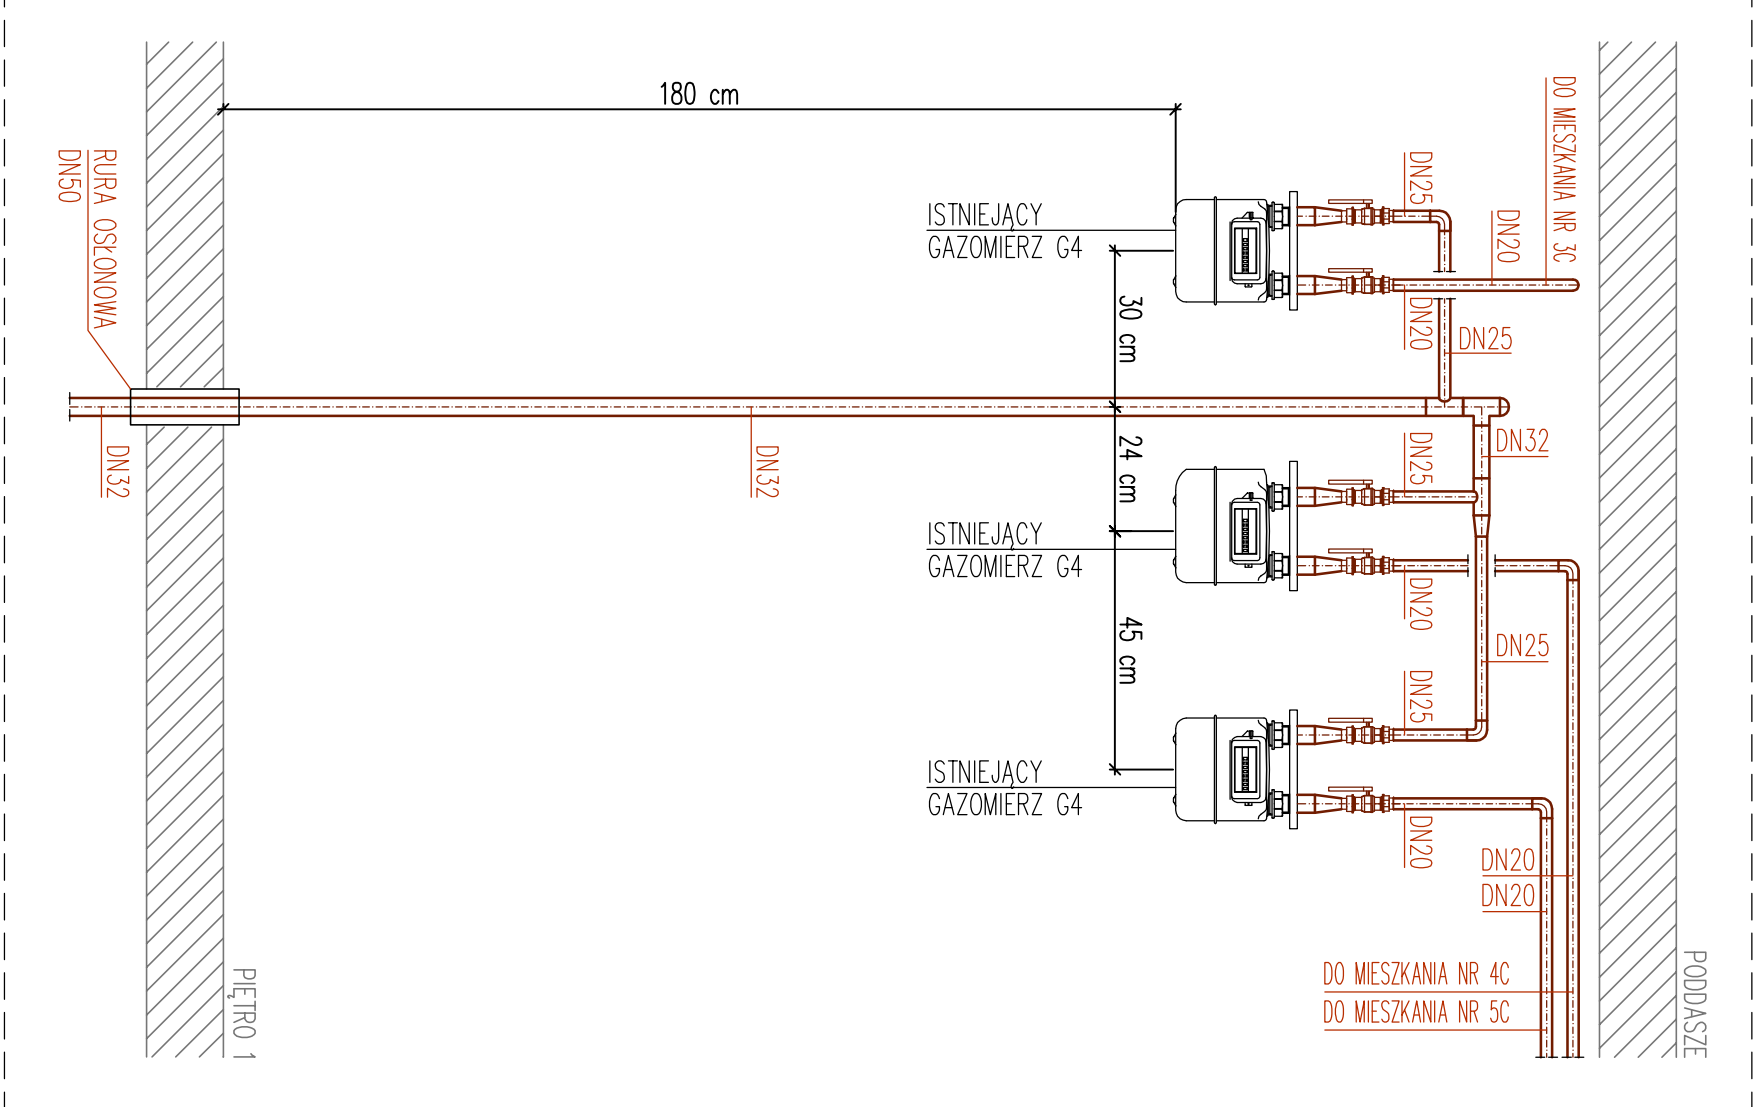 180 cm
DO MIESZKANIA NR 3C
DN25
DN20
RURA OSŁONOWA
DN50
ISTNIEJĄCY
GAZOMIERZ G4
30 cm
DN20
DN25
DN32
DN32
24 cm
DN25
DN32
ISTNIEJĄCY
GAZOMIERZ G4
DN20
45 cm
DN25
DN25
ISTNIEJĄCY
GAZOMIERZ G4
DN20
DN20
DN20
DO MIESZKANIA NR 4C
DO MIESZKANIA NR 5C
PIĘTRO 1
PODDASZE